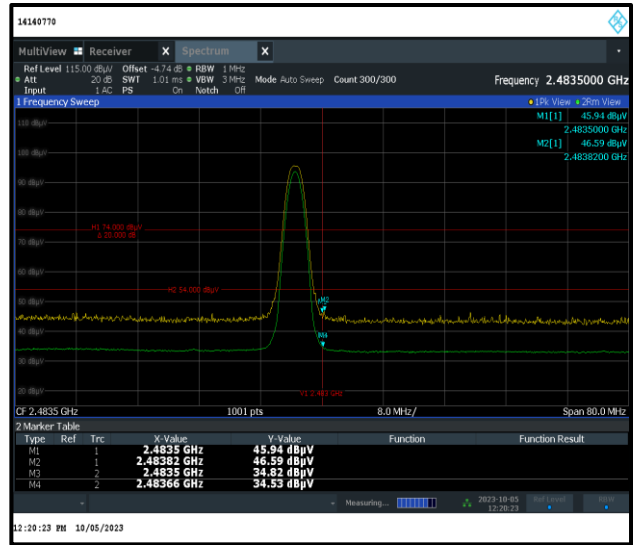 14140770
MultiView Receiver X Spectrum X
Ref Level 115.00 dBµV Offset -4.74 dB RBW 1 MHz
Att 20 dB SWT 1.01 ms VBW 3 MHz Mode Auto Sweep Count 300/300 Frequency 2.4835000 GHz
Input 1 AC PS On Notch Off
1 Frequency Sweep 1Pk View 2Rm View
M1[1] 45.94 dBµV
2.4835000 GHz
M2[1] 46.59 dBµV
2.4838200 GHz
110 dBµV
100 dBµV
90 dBµV
80 dBµV
H1 74.000 dBµV
70 dBµV
60 dBµV
H2 54.000 dBµV
50 dBµV
M2
40 dBµV
M4
30 dBµV
20 dBµV
CF 2.4835 GHz 1001 pts 8.0 MHz/ Span 80.0 MHz
2 Marker Table
Type Ref Trc X-Value Y-Value Function Function Result
M1 1 2.4835 GHz 45.94 dBµV
M2 1 2.48382 GHz 46.59 dBµV
M3 2 2.4835 GHz 34.82 dBµV
M4 2 2.48366 GHz 34.53 dBµV
Measuring... 2023-10-05 Ref Level RBW
12:20:23
12:20:23 PM 10/05/2023